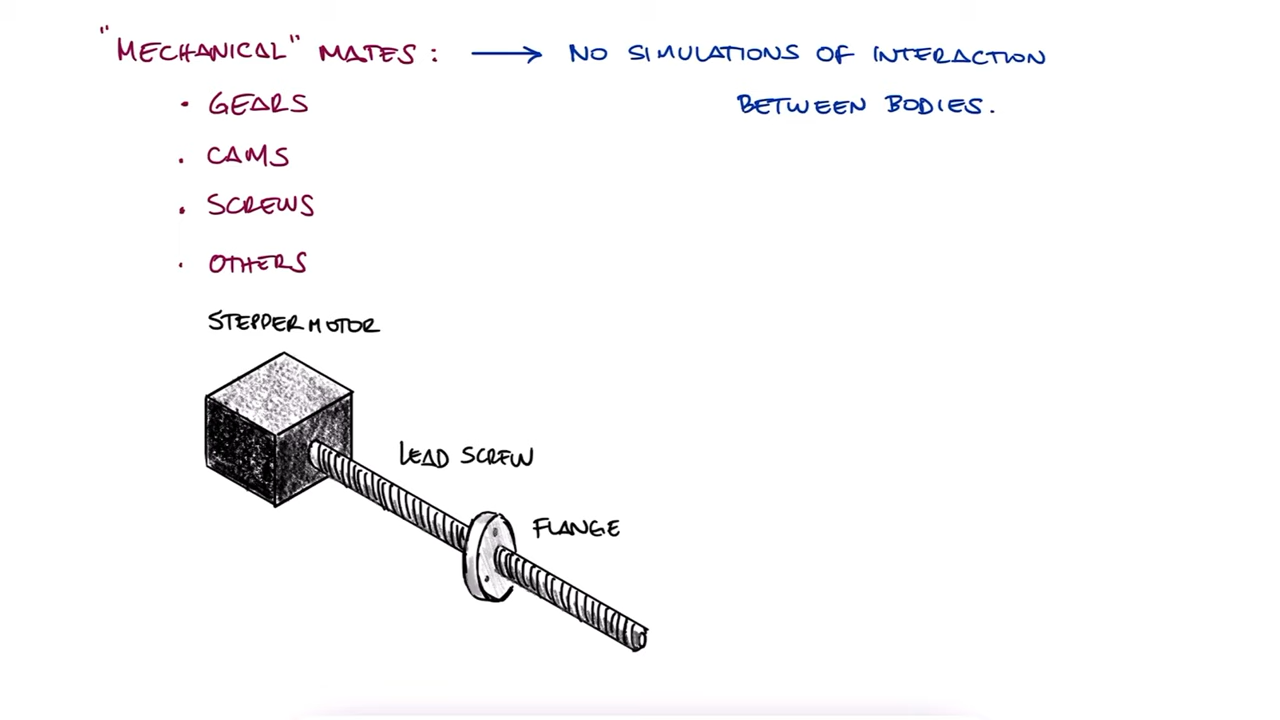 "MECHANICAL" MATES: → NO SIMULATIONS OF INTERACTION
BETWEEN BODIES.
• GEARS
• CAMS
• SCREWS
• OTHERS
STEPPER MOTOR
LEAD SCREW
FLANGE